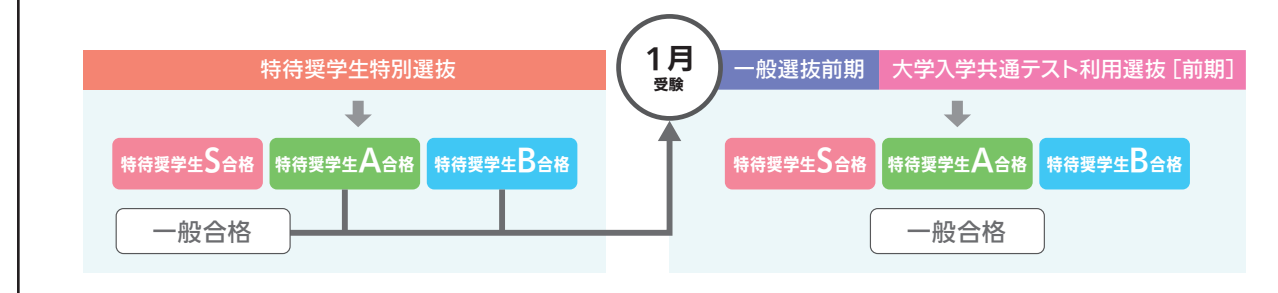 特待奨学生特別選抜
1月
受験
一般選抜前期
大学入学共通テスト利用選抜［前期］
特待奨学生S合格
特待奨学生A合格
特待奨学生B合格
一般合格
特待奨学生S合格
特待奨学生A合格
特待奨学生B合格
一般合格